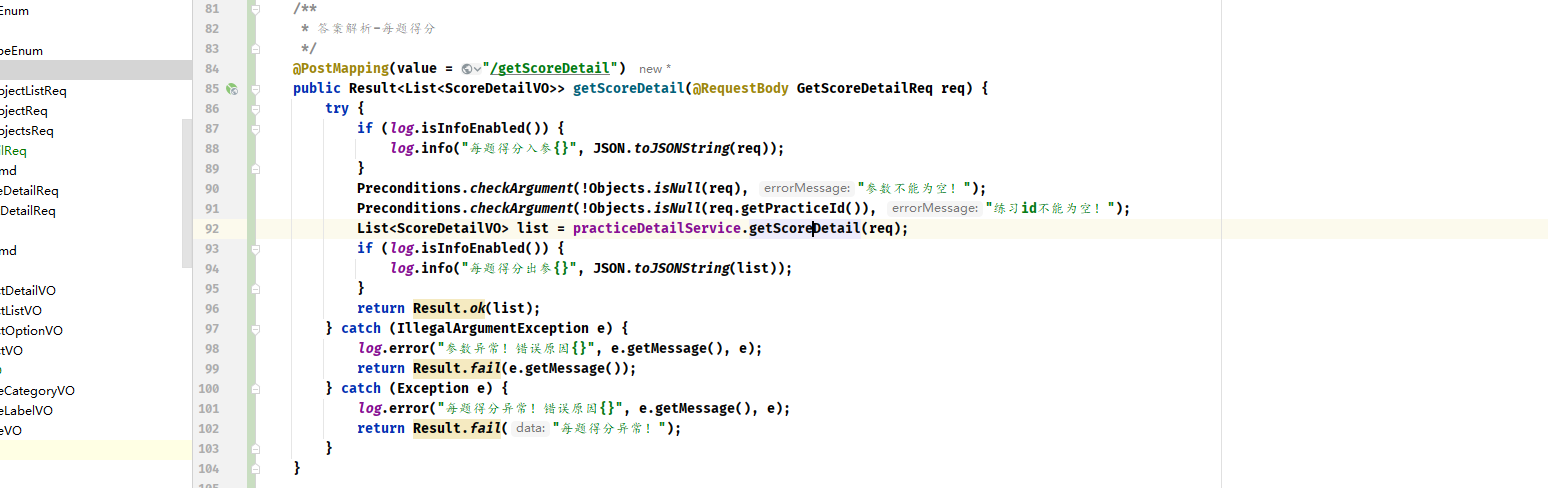 Enum
peEnum
bjectListReq
bjectReq
bjectsReq
ilReq
md
eDetailReq
DetailReq
md
ctDetailVO
ctListVO
ctOptionVO
ctVO
O
eCategoryVO
eLabelVO
eVO
81 /**
82 * 答案解析-每题得分
83 */
84 @PostMapping(value = "/getScoreDetail") new *
85 public Result<List<ScoreDetailVO>> getScoreDetail(@RequestBody GetScoreDetailReq req) {
86 try {
87 if (log.isInfoEnabled()) {
88 log.info("每题得分入参{}", JSON.toJSONString(req));
89 }
90 Preconditions.checkArgument(!Objects.isNull(req), errorMessage: "参数不能为空！");
91 Preconditions.checkArgument(!Objects.isNull(req.getPracticeId()), errorMessage: "练习id不能为空！");
92 List<ScoreDetailVO> list = practiceDetailService.getScoreDetail(req);
93 if (log.isInfoEnabled()) {
94 log.info("每题得分出参{}", JSON.toJSONString(list));
95 }
96 return Result.ok(list);
97 } catch (IllegalArgumentException e) {
98 log.error("参数异常！错误原因{}", e.getMessage(), e);
99 return Result.fail(e.getMessage());
100 } catch (Exception e) {
101 log.error("每题得分异常！错误原因{}", e.getMessage(), e);
102 return Result.fail( data: "每题得分异常！");
103 }
104 }